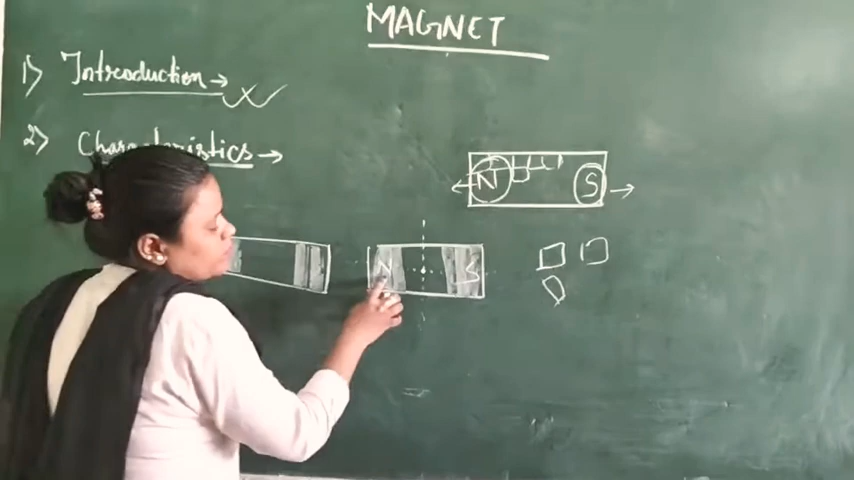 MAGNET
1) Introduction →
2) Characteristics →
N S
N S